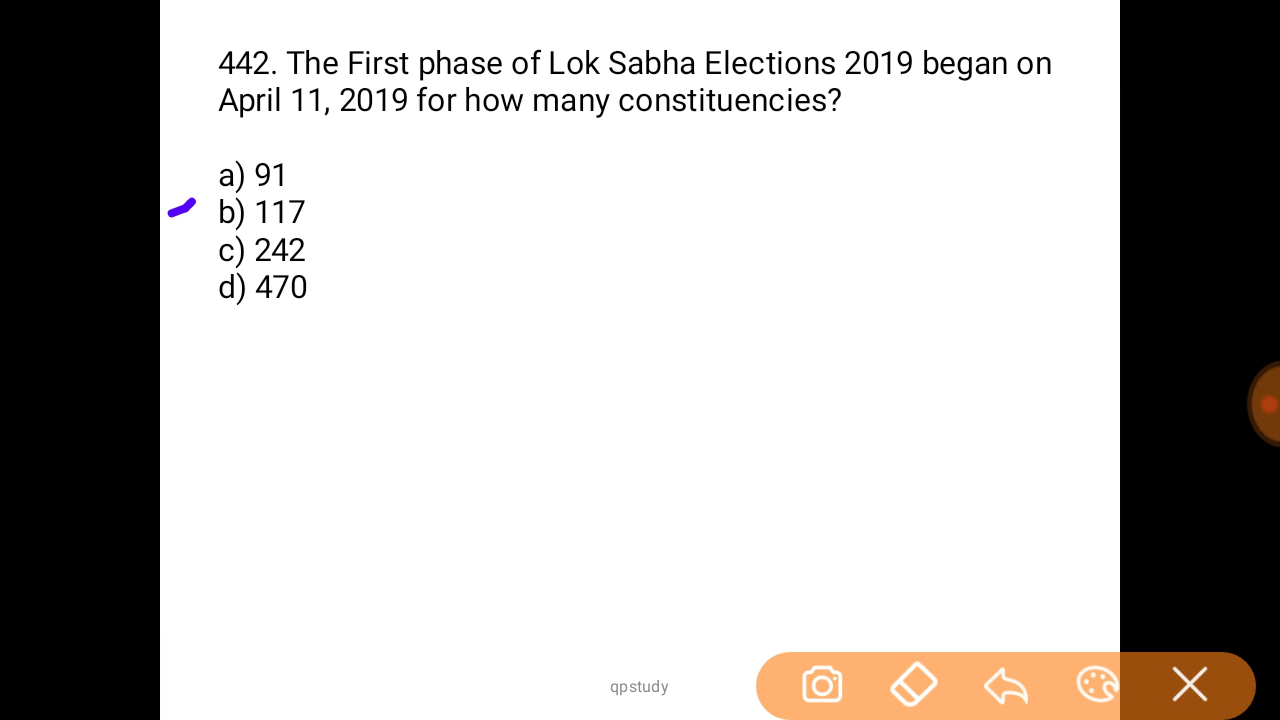 442. The First phase of Lok Sabha Elections 2019 began on
April 11, 2019 for how many constituencies?
a) 91
b) 117
c) 242
d) 470
qpstudy